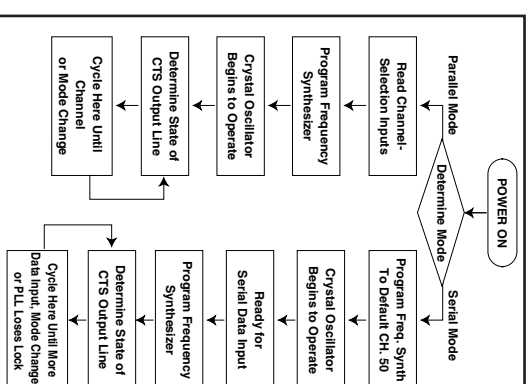 POWER ON
Determine Mode
Parallel Mode
Read Channel-
Selection Inputs
Program Frequency
Synthesizer
Crystal Oscillator
Begins to Operate
Determine State of
CTS Output Line
Cycle Here Until
Channel
or Mode Change
Serial Mode
Program Freq. Synth
To Default CH. 50
Crystal Oscillator
Begins to Operate
Ready for
Serial Data Input
Program Frequency
Synthesizer
Determine State of
CTS Output Line
Cycle Here Until More
Data Input, Mode Change
or PLL Loses Lock